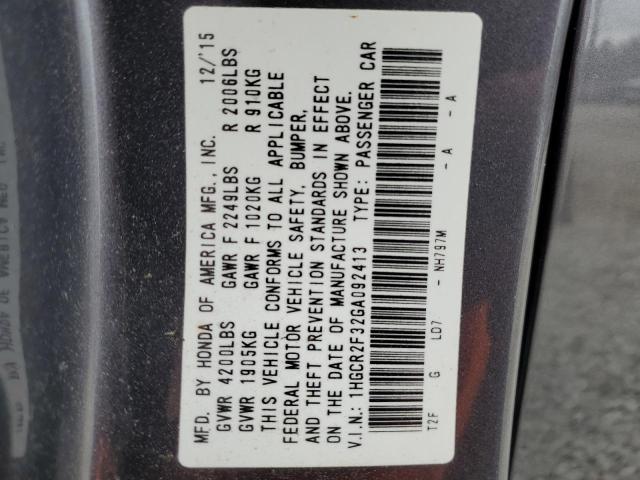 MFD. BY HONDA OF AMERICA MFG., INC. 12/'15
GVWR 4200LBS GAWR F 2249LBS R 2006LBS
GVWR 1905KG GAWR F 1020KG R 910KG
THIS VEHICLE CONFORMS TO ALL APPLICABLE
FEDERAL MOTOR VEHICLE SAFETY, BUMPER,
AND THEFT PREVENTION STANDARDS IN EFFECT
ON THE DATE OF MANUFACTURE SHOWN ABOVE.
V.I.N.: 1HGCR2F32GA092413 TYPE: PASSENGER CAR
T2F G LD7 - NH797M - A - A